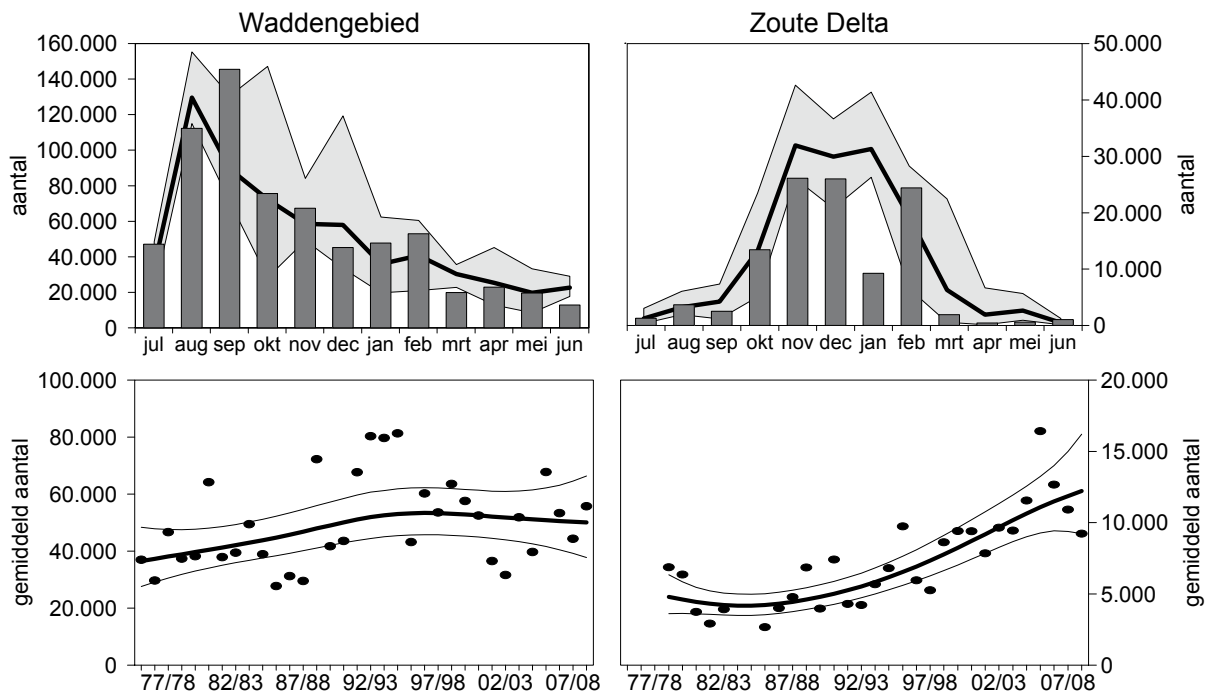 Waddengebied
Zoute Delta
160.000
140.000
120.000
100.000
80.000
60.000
40.000
20.000
0
aantal
jul aug sep okt nov dec jan feb mrt apr mei jun
50.000
40.000
30.000
20.000
10.000
0
aantal
jul aug sep okt nov dec jan feb mrt apr mei jun
100.000
80.000
60.000
40.000
20.000
0
gemiddeld aantal
77/78 82/83 87/88 92/93 97/98 02/03 07/08
20.000
15.000
10.000
5.000
0
gemiddeld aantal
77/78 82/83 87/88 92/93 97/98 02/03 07/08